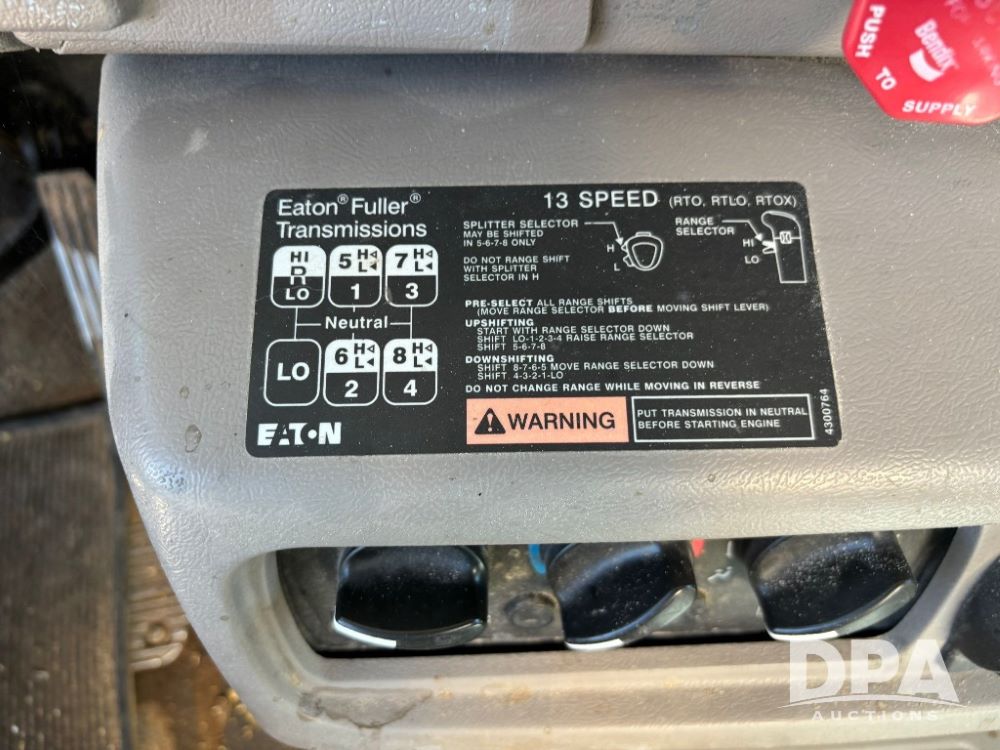 Bendix
PUSH
TO
SUPPLY
Eaton® Fuller®
Transmissions
13 SPEED (RTO, RTLO, RTOX)
SPLITTER SELECTOR
MAY BE SHIFTED
IN 5-6-7-8 ONLY
DO NOT RANGE SHIFT
WITH SPLITTER
SELECTOR IN H
H
L
RANGE
SELECTOR
HI
LO
HI
R
LO
5 H
L
1
7 H
L
3
Neutral
LO
6 H
L
2
8 H
L
4
PRE-SELECT ALL RANGE SHIFTS
(MOVE RANGE SELECTOR BEFORE MOVING SHIFT LEVER)
UPSHIFTING
START WITH RANGE SELECTOR DOWN
SHIFT LO-1-2-3-4 RAISE RANGE SELECTOR
SHIFT 5-6-7-8
DOWNSHIFTING
SHIFT 8-7-6-5 MOVE RANGE SELECTOR DOWN
SHIFT 4-3-2-1-LO
DO NOT CHANGE RANGE WHILE MOVING IN REVERSE
WARNING
PUT TRANSMISSION IN NEUTRAL
BEFORE STARTING ENGINE
4300764
EATON
DPA
AUCTIONS